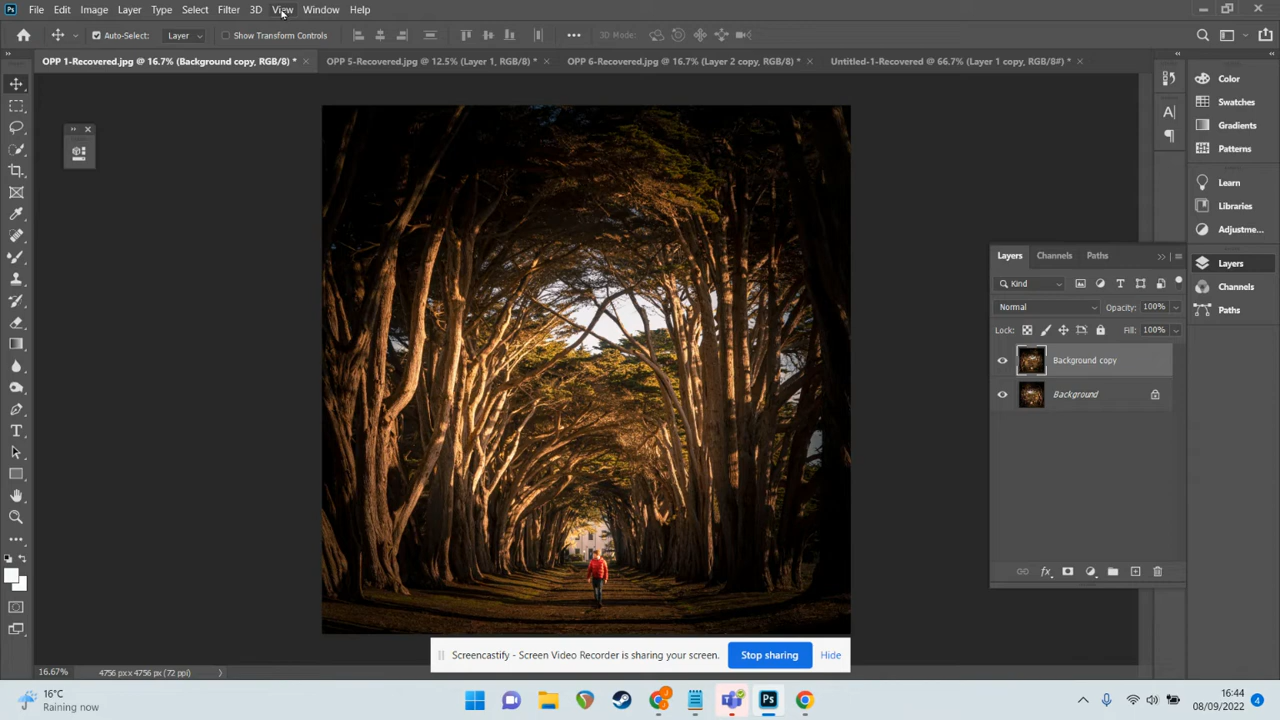 Ps File Edit Image Layer Type Select Filter 3D View Window Help
Auto-Select: Layer Show Transform Controls 3D Mode:
OPP 1-Recovered.jpg @ 16.7% (Background copy, RGB/8) * × OPP 5-Recovered.jpg @ 12.5% (Layer 1, RGB/8) * × OPP 6-Recovered.jpg @ 16.7% (Layer 2 copy, RGB/8) * × Untitled-1-Recovered @ 66.7% (Layer 1 copy, RGB/8#) * ×
Color
Swatches
Gradients
Patterns
Learn
Libraries
Adjustme...
Layers
Channels
Paths
Layers Channels Paths
Kind
Normal Opacity: 100%
Lock: Fill: 100%
Background copy
Background
fx
Screencastify - Screen Video Recorder is sharing your screen. Stop sharing Hide
16.67% 4756 px x 4756 px (72 ppi)
16°C
Raining now
Ps
16:44
08/09/2022
4